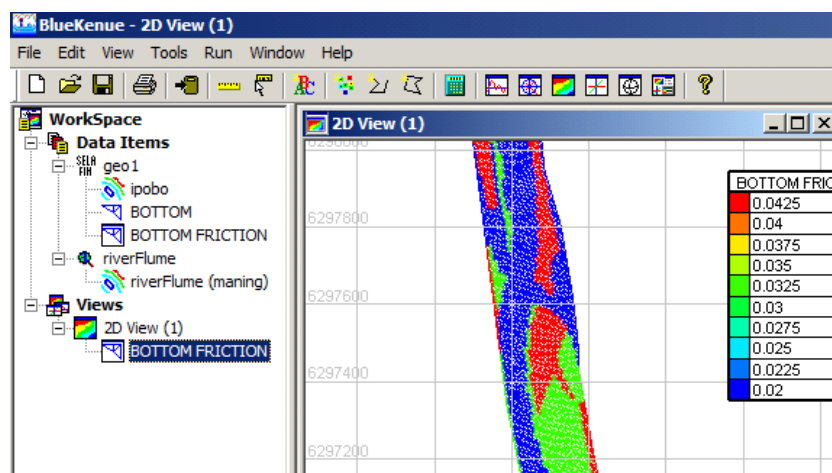 BlueKenue - 2D View (1)
File Edit View Tools Run Window Help
ABC
WorkSpace
Data Items
SELA
FIN
geo1
ipobo
BOTTOM
BOTTOM FRICTION
riverFlume
riverFlume (maning)
Views
2D View (1)
BOTTOM FRICTION
2D View (1)
6297800
6297600
6297400
6297200
BOTTOM FRIC
0.0425
0.04
0.0375
0.035
0.0325
0.03
0.0275
0.025
0.0225
0.02